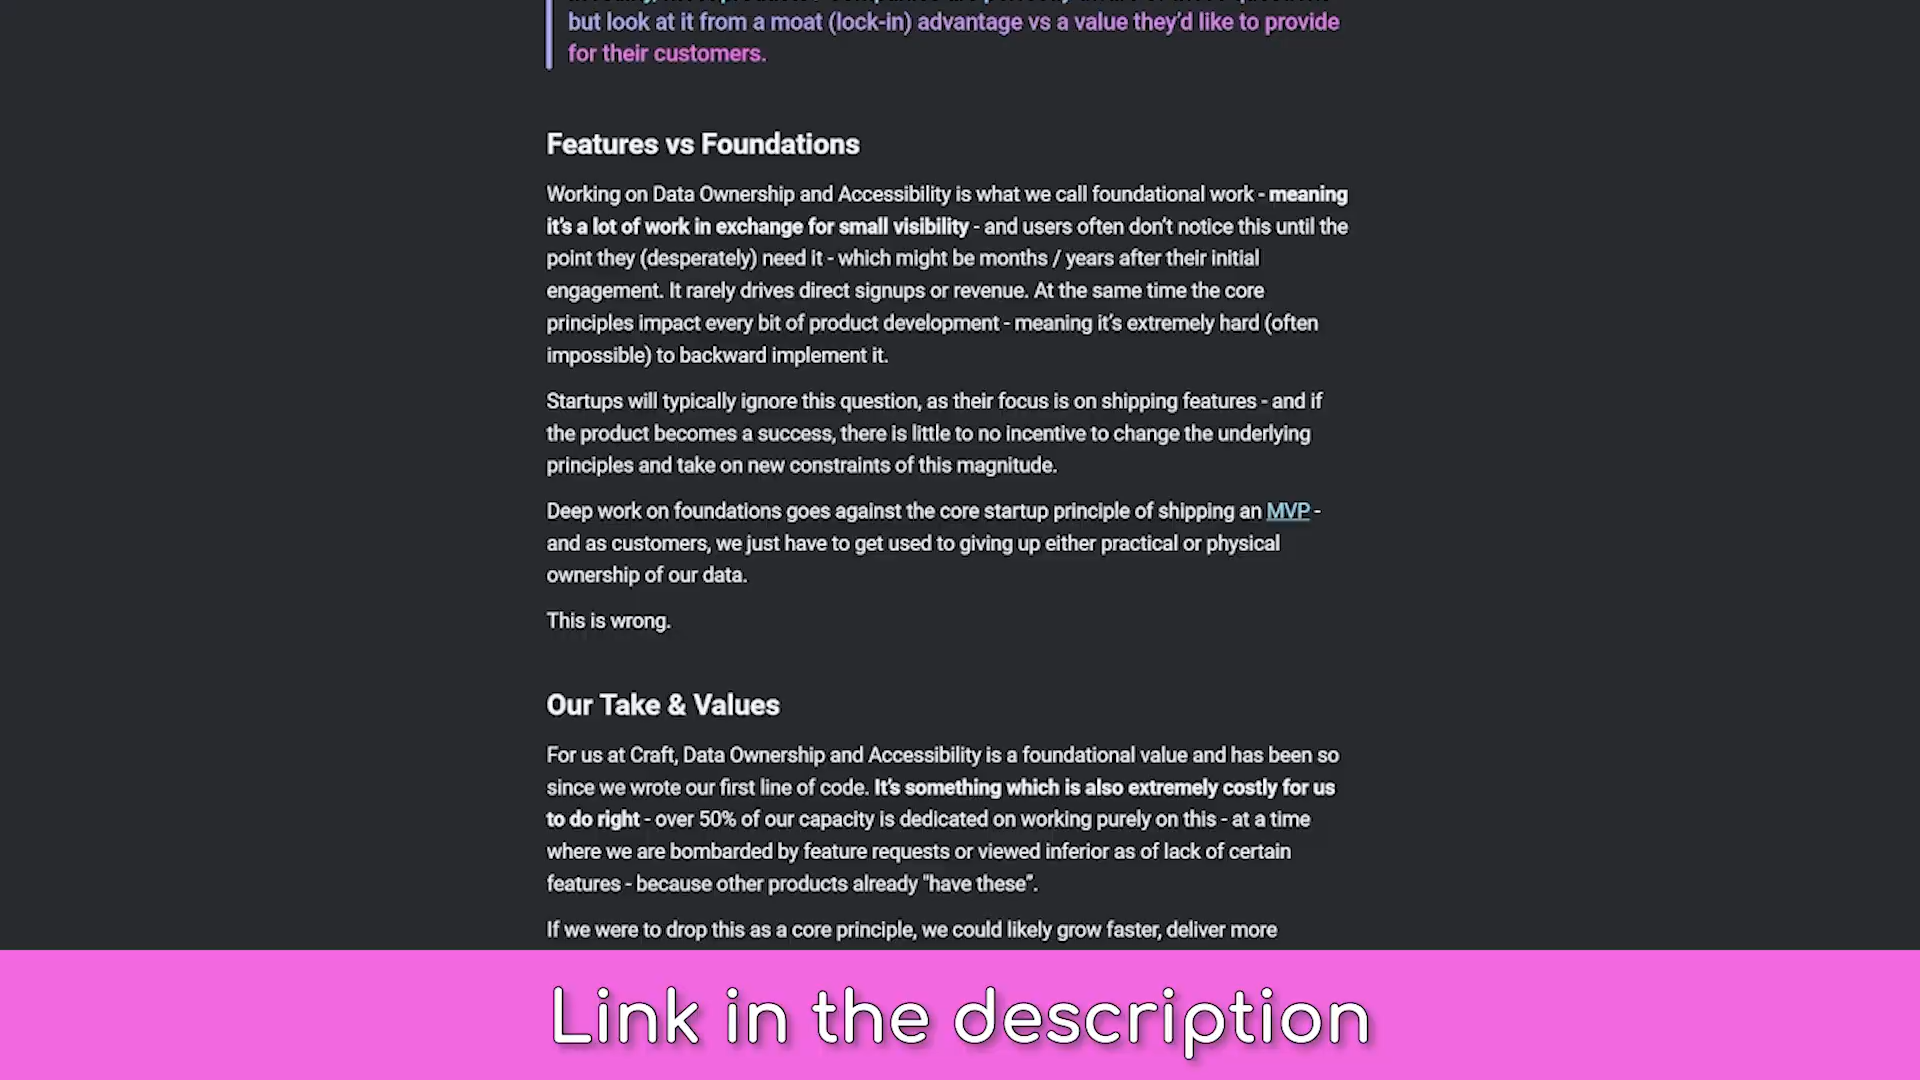 but look at it from a moat (lock-in) advantage vs a value they'd like to provide
for their customers.
Features vs Foundations
Working on Data Ownership and Accessibility is what we call foundational work - meaning
it's a lot of work in exchange for small visibility - and users often don't notice this until the
point they (desperately) need it - which might be months / years after their initial
engagement. It rarely drives direct signups or revenue. At the same time the core
principles impact every bit of product development - meaning it's extremely hard (often
impossible) to backward implement it.
Startups will typically ignore this question, as their focus is on shipping features - and if
the product becomes a success, there is little to no incentive to change the underlying
principles and take on new constraints of this magnitude.
Deep work on foundations goes against the core startup principle of shipping an MVP -
and as customers, we just have to get used to giving up either practical or physical
ownership of our data.
This is wrong.
Our Take & Values
For us at Craft, Data Ownership and Accessibility is a foundational value and has been so
since we wrote our first line of code. It's something which is also extremely costly for us
to do right - over 50% of our capacity is dedicated on working purely on this - at a time
where we are bombarded by feature requests or viewed inferior as of lack of certain
features - because other products already "have these".
If we were to drop this as a core principle, we could likely grow faster, deliver more
Link in the description